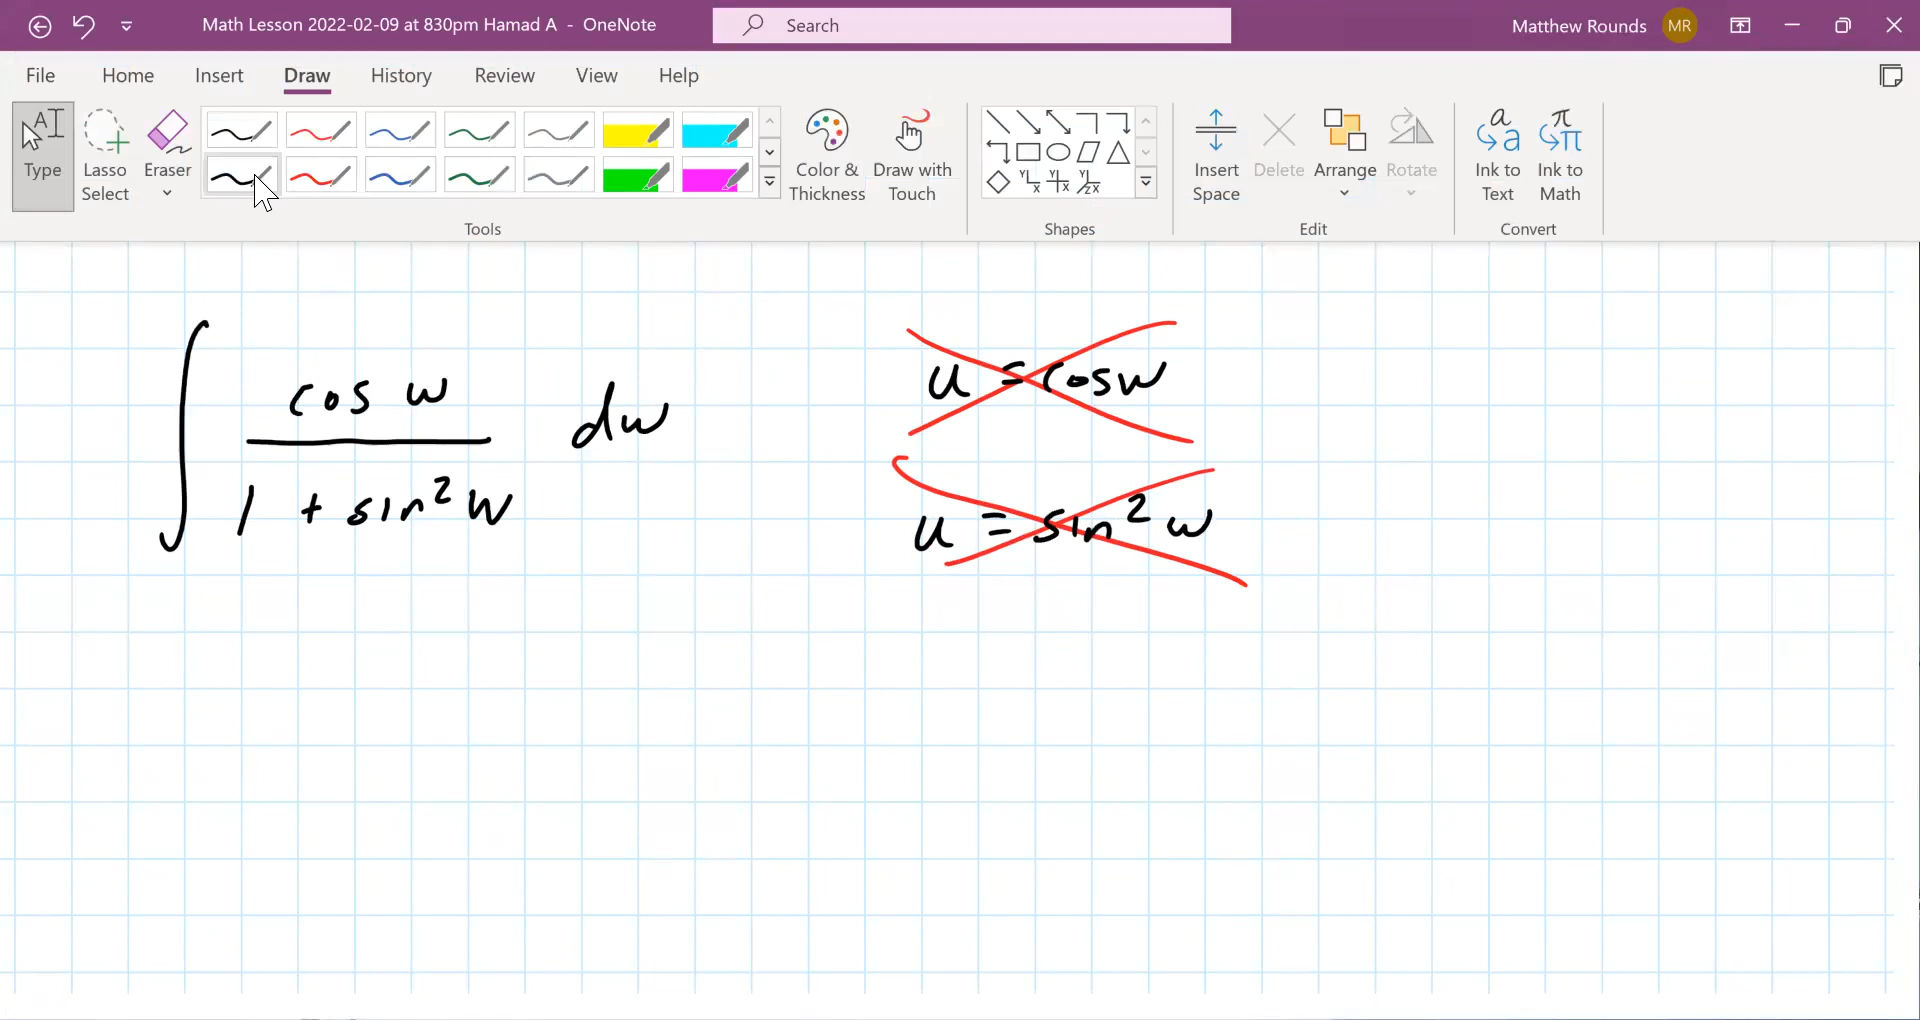 Math Lesson 2022-02-09 at 830pm Hamad A - OneNote
Search
Matthew Rounds MR
File Home Insert Draw History Review View Help
Type
Lasso Select
Eraser
Color & Thickness
Draw with Touch
Insert Space
Delete
Arrange
Rotate
Ink to Text
Ink to Math
Tools
Shapes
Edit
Convert
∫ cos w / (1 + sin² w) dw
u = cos w
u = sin² w